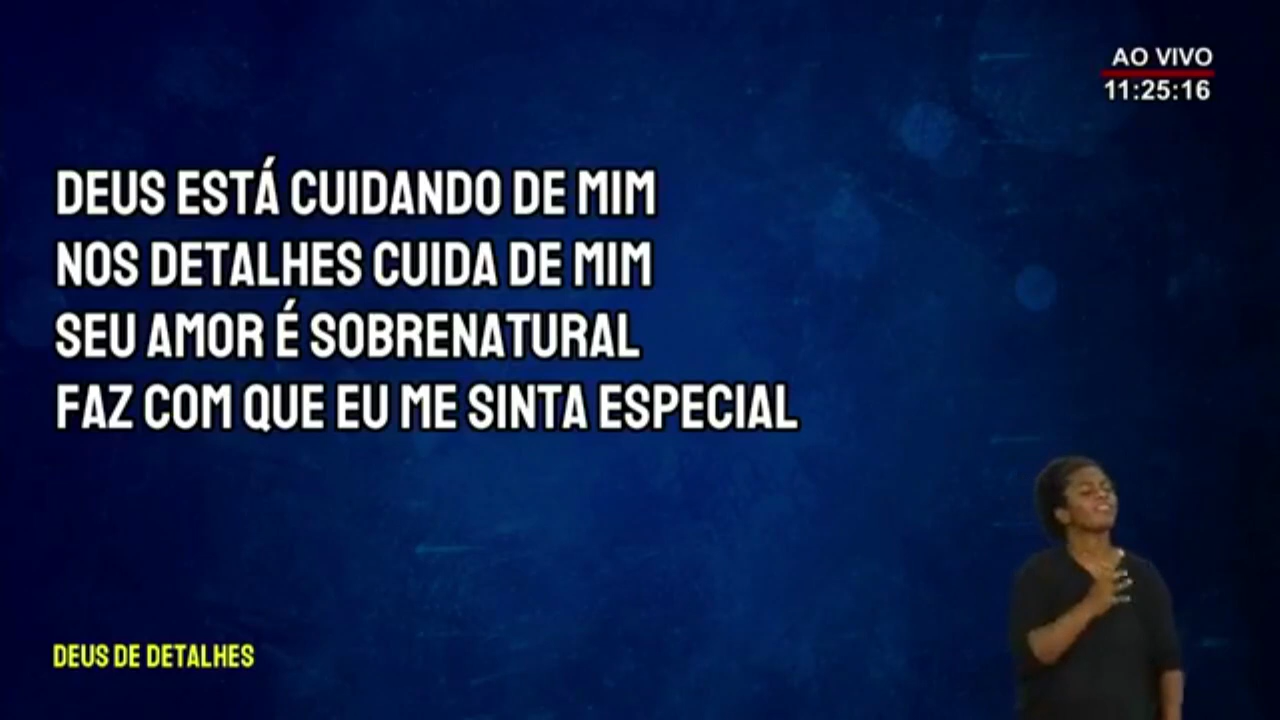 AO VIVO
11:25:16
DEUS ESTÁ CUIDANDO DE MIM
NOS DETALHES CUIDA DE MIM
SEU AMOR É SOBRENATURAL
FAZ COM QUE EU ME SINTA ESPECIAL
DEUS DE DETALHES